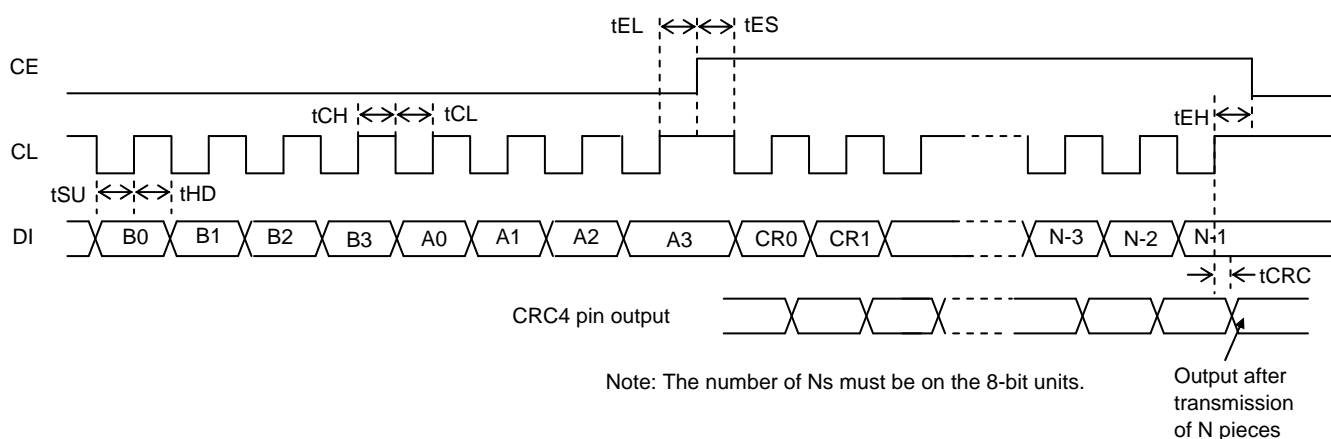 tEL tES
CE
tCH tCL
tEH
CL
tSU tHD
DI B0 B1 B2 B3 A0 A1 A2 A3 CR0 CR1 N-3 N-2 N-1
tCRC
CRC4 pin output
Note: The number of Ns must be on the 8-bit units.
Output after
transmission
of N pieces